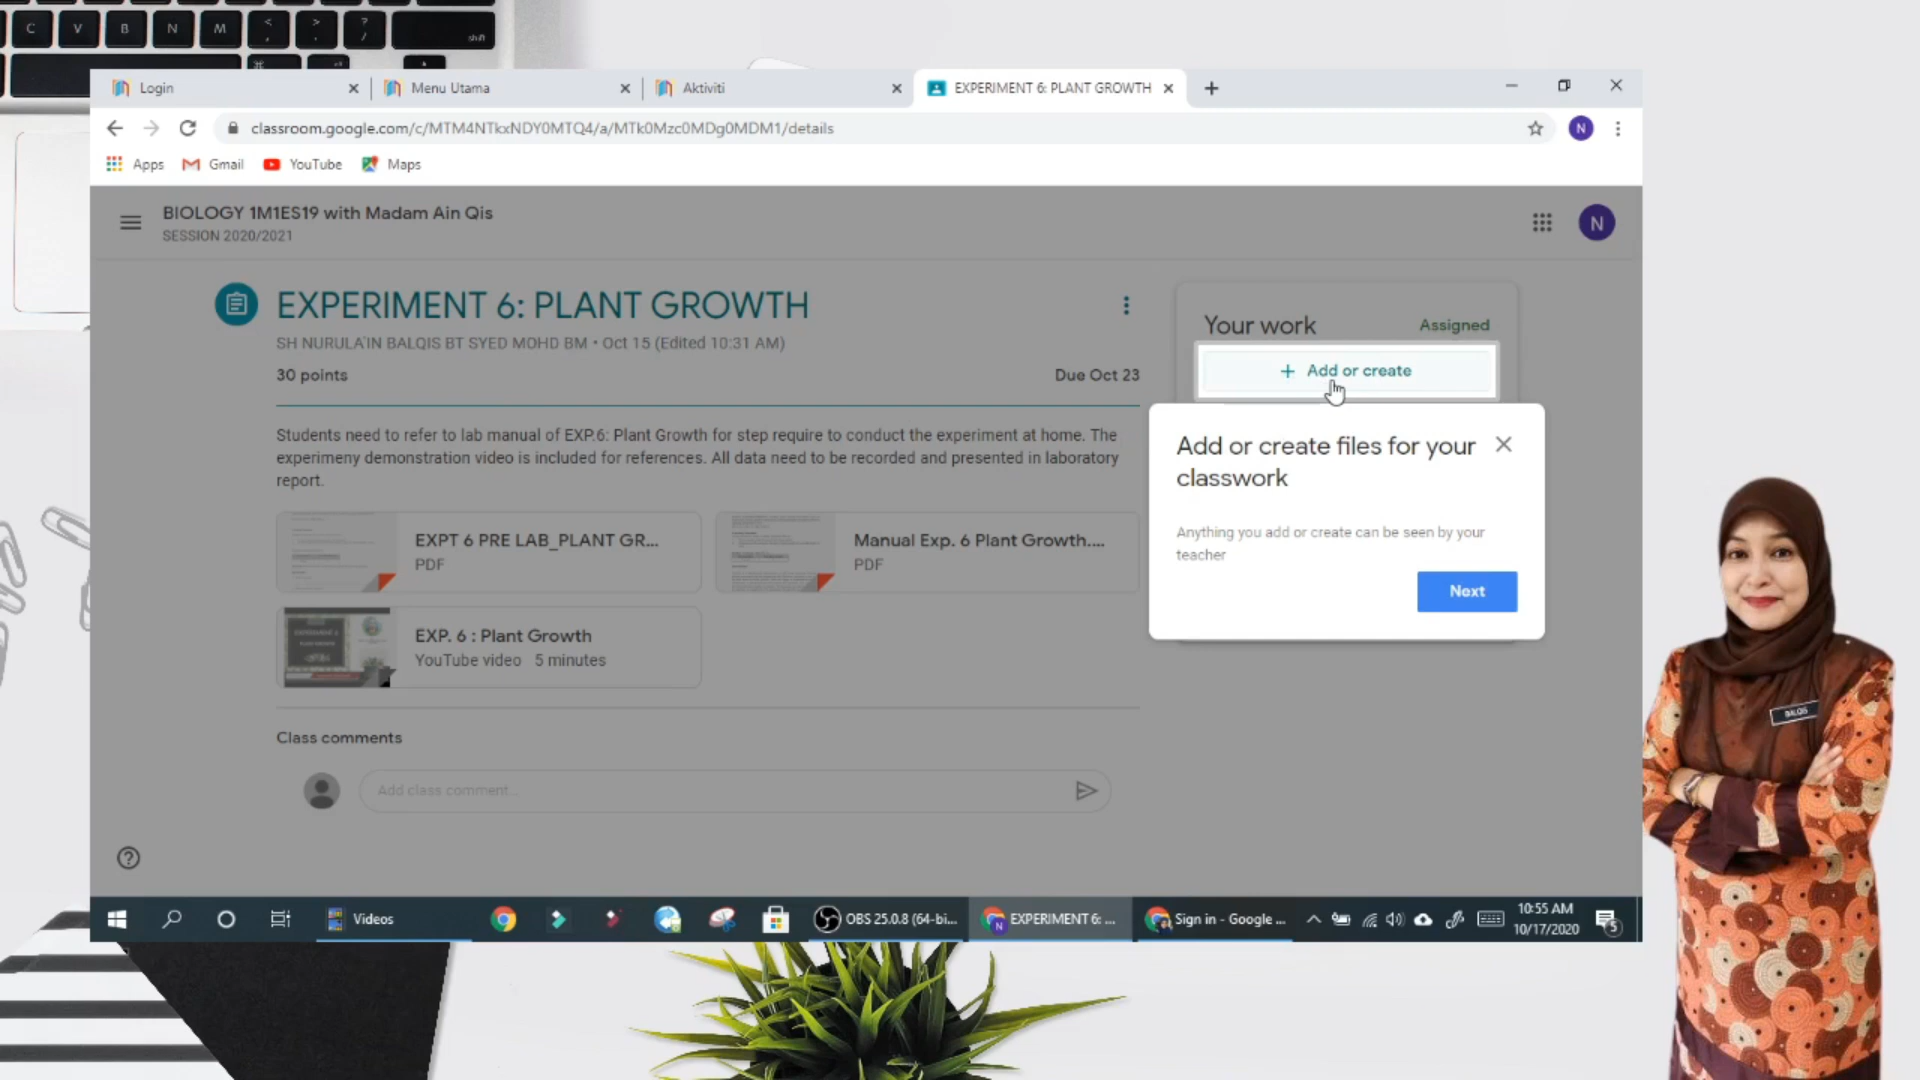 C V B N M < , > . ? /
shift
Login
Menu Utama
Aktiviti
EXPERIMENT 6: PLANT GROWTH
classroom.google.com/c/MTM4NTkxNDY0MTQ4/a/MTk0Mzc0MDg0MDM1/details
N
Apps
Gmail
YouTube
Maps
BIOLOGY 1M1ES19 with Madam Ain Qis
SESSION 2020/2021
N
EXPERIMENT 6: PLANT GROWTH
SH NURULA'IN BALQIS BT SYED MOHD BM • Oct 15 (Edited 10:31 AM)
30 points
Due Oct 23
Students need to refer to lab manual of EXP.6: Plant Growth for step require to conduct the experiment at home. The
experimeny demonstration video is included for references. All data need to be recorded and presented in laboratory
report.
EXPT 6 PRE LAB_PLANT GR...
PDF
Manual Exp. 6 Plant Growth....
PDF
EXP. 6 : Plant Growth
YouTube video 5 minutes
Class comments
Add class comment...
Your work
Assigned
+ Add or create
Add or create files for your
classwork
Anything you add or create can be seen by your
teacher
Next
BALQIS
Videos
OBS 25.0.8 (64-bi...
EXPERIMENT 6: ...
Sign in - Google ...
10:55 AM
10/17/2020
5